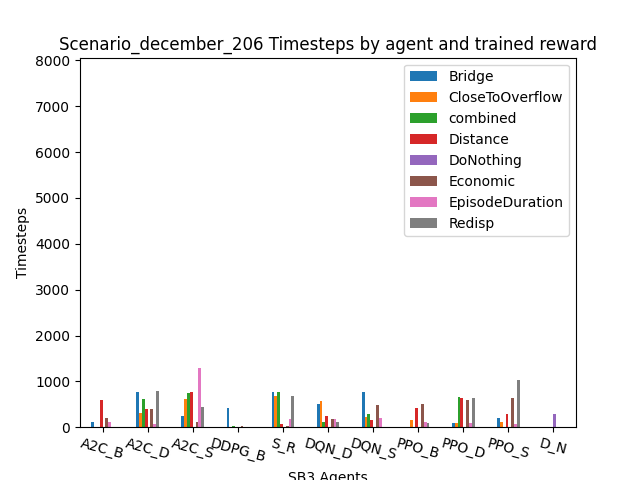 Scenario_december_206 Timesteps by agent and trained reward
8000
7000
6000
5000
4000
3000
2000
1000
0
Timesteps
Bridge
CloseToOverflow
combined
Distance
DoNothing
Economic
EpisodeDuration
Redisp
A2C_B
A2C_D
A2C_S
DDPG_B
S_R
DQN_D
DQN_S
PPO_B
PPO_D
PPO_S
D_N
SB3 Agents